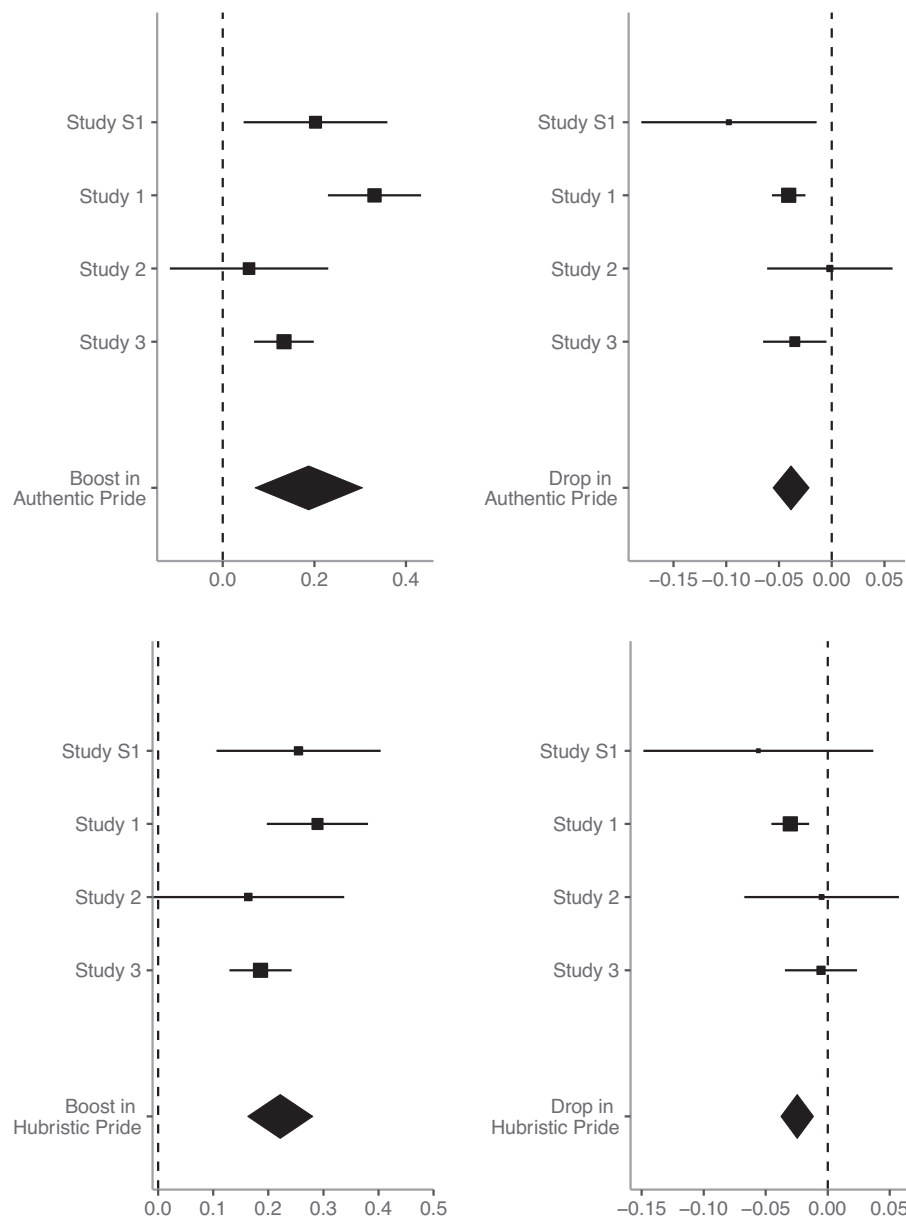 Study S1
Study 1
Study 2
Study 3
Boost in
Authentic Pride
0.0 0.2 0.4
Study S1
Study 1
Study 2
Study 3
Drop in
Authentic Pride
−0.15 −0.10 −0.05 0.00 0.05
Study S1
Study 1
Study 2
Study 3
Boost in
Hubristic Pride
0.0 0.1 0.2 0.3 0.4 0.5
Study S1
Study 1
Study 2
Study 3
Drop in
Hubristic Pride
−0.15 −0.10 −0.05 0.00 0.05